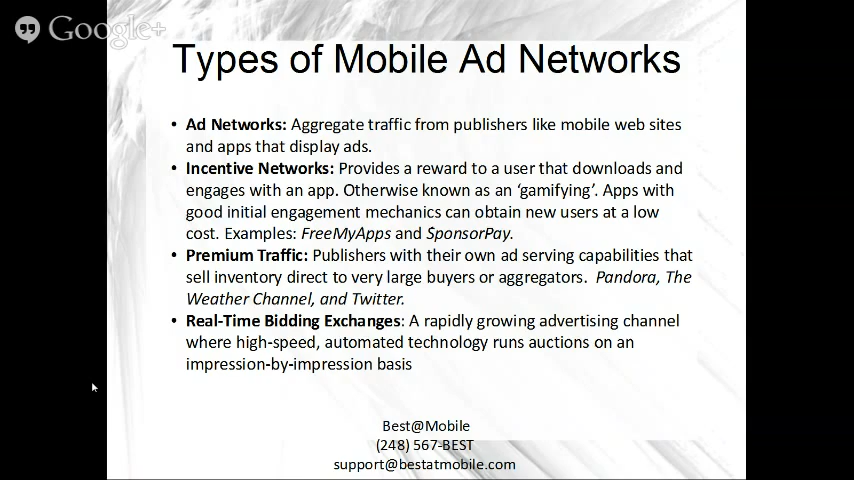 Google+
Types of Mobile Ad Networks
• Ad Networks: Aggregate traffic from publishers like mobile web sites
and apps that display ads.
• Incentive Networks: Provides a reward to a user that downloads and
engages with an app. Otherwise known as an ‘gamifying’. Apps with
good initial engagement mechanics can obtain new users at a low
cost. Examples: FreeMyApps and SponsorPay.
• Premium Traffic: Publishers with their own ad serving capabilities that
sell inventory direct to very large buyers or aggregators. Pandora, The
Weather Channel, and Twitter.
• Real-Time Bidding Exchanges: A rapidly growing advertising channel
where high-speed, automated technology runs auctions on an
impression-by-impression basis
Best@Mobile
(248) 567-BEST
support@bestatmobile.com